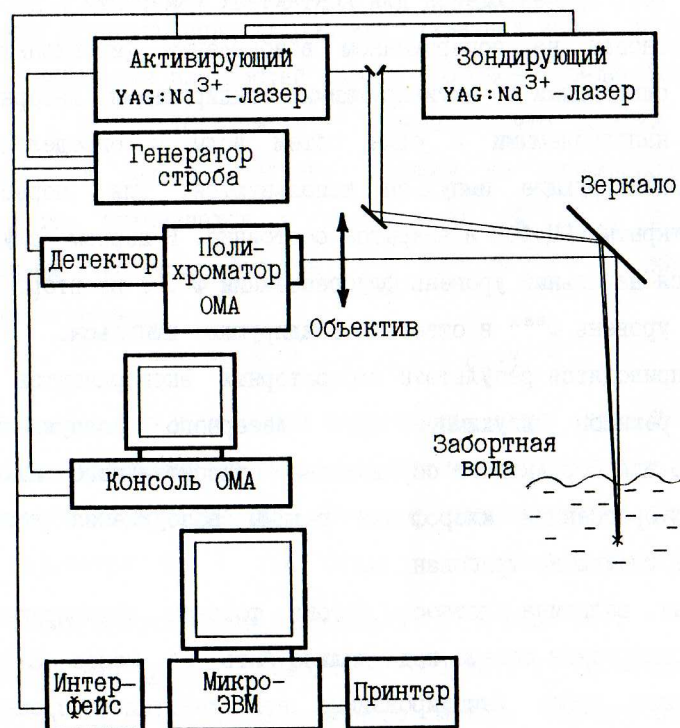 Активирующий
YAG:Nd³⁺-лазер
Зондирующий
YAG:Nd³⁺-лазер
Генератор
строба
Зеркало
Детектор
Поли-
хроматор
ОМА
Объектив
Забортная
вода
Консоль ОМА
Интер-
фейс
Микро-
ЭВМ
Принтер